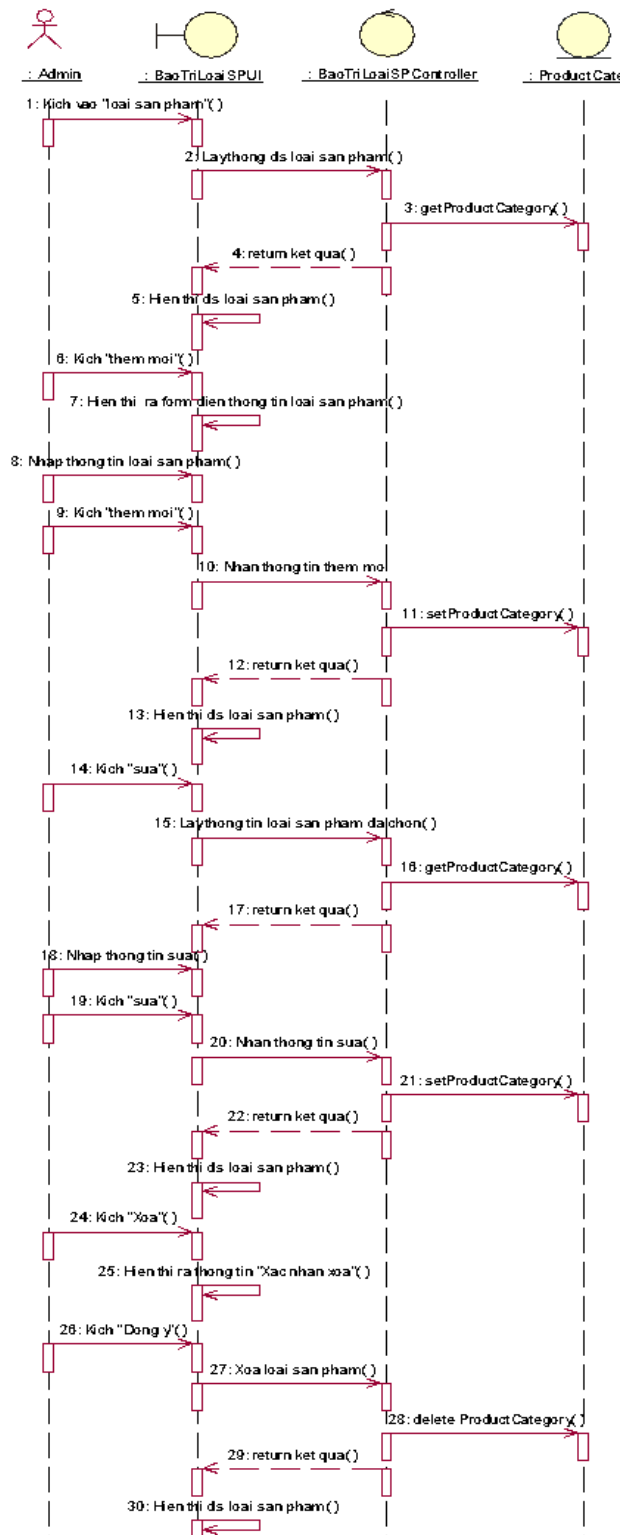 : Admin
: BaoTriLoaiSPUI
: BaoTriLoaiSPController
: ProductCate
1: Kich vao "loai san pham"()
2: Lay thong ds loai san pham()
3: getProductCategory()
4: return ket qua()
5: Hien thi ds loai san pham()
6: Kich "them moi"()
7: Hien thi ra form dien thong tin loai san pham()
8: Nhap thong tin loai san pham()
9: Kich "them moi"()
10: Nhan thong tin them mo
11: setProductCategory()
12: return ket qua()
13: Hien thi ds loai san pham()
14: Kich "sua"()
15: Lay thong tin loai san pham da chon()
16: getProductCategory()
17: return ket qua()
18: Nhap thong tin sua()
19: Kich "sua"()
20: Nhan thong tin sua()
21: setProductCategory()
22: return ket qua()
23: Hien thi ds loai san pham()
24: Kich "Xoa"()
25: Hien thi ra thong tin "Xac nhan xoa"()
26: Kich "Dong y"()
27: Xoa loai san pham()
28: delete ProductCategory()
29: return ket qua()
30: Hien thi ds loai san pham()